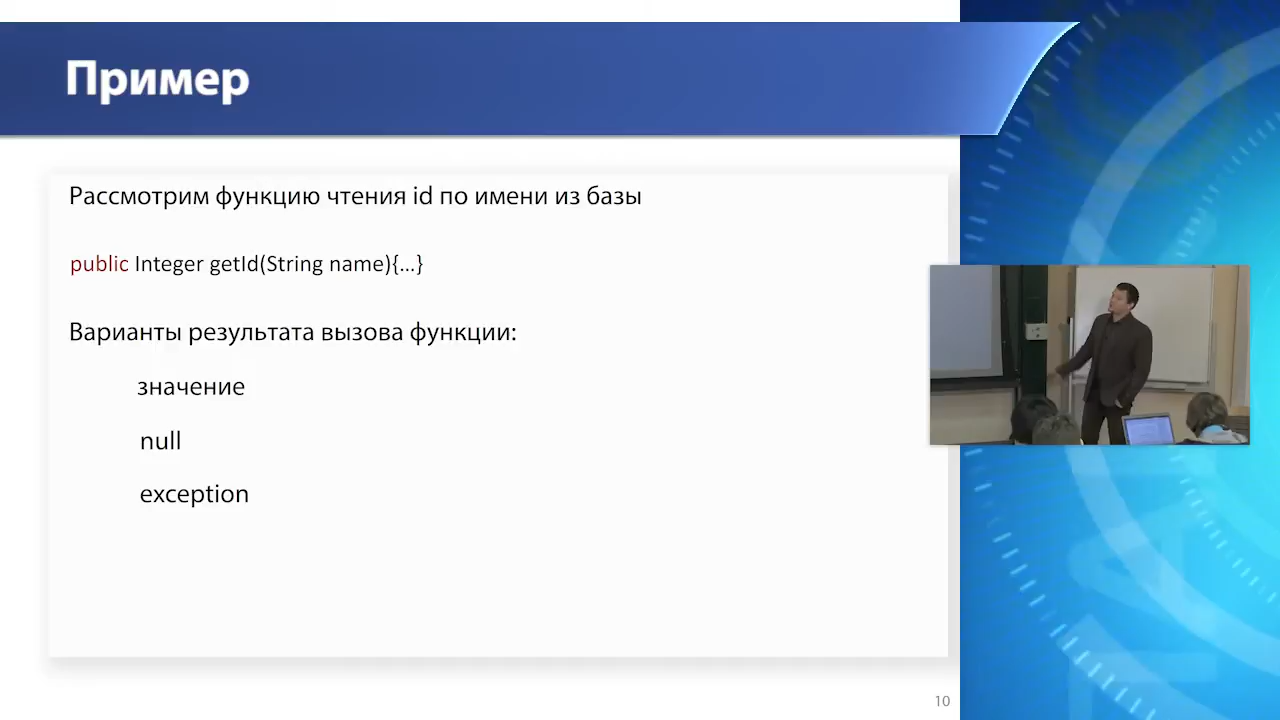 Пример
Рассмотрим функцию чтения id по имени из базы
public Integer getId(String name){...}
Варианты результата вызова функции:
значение
null
exception
10